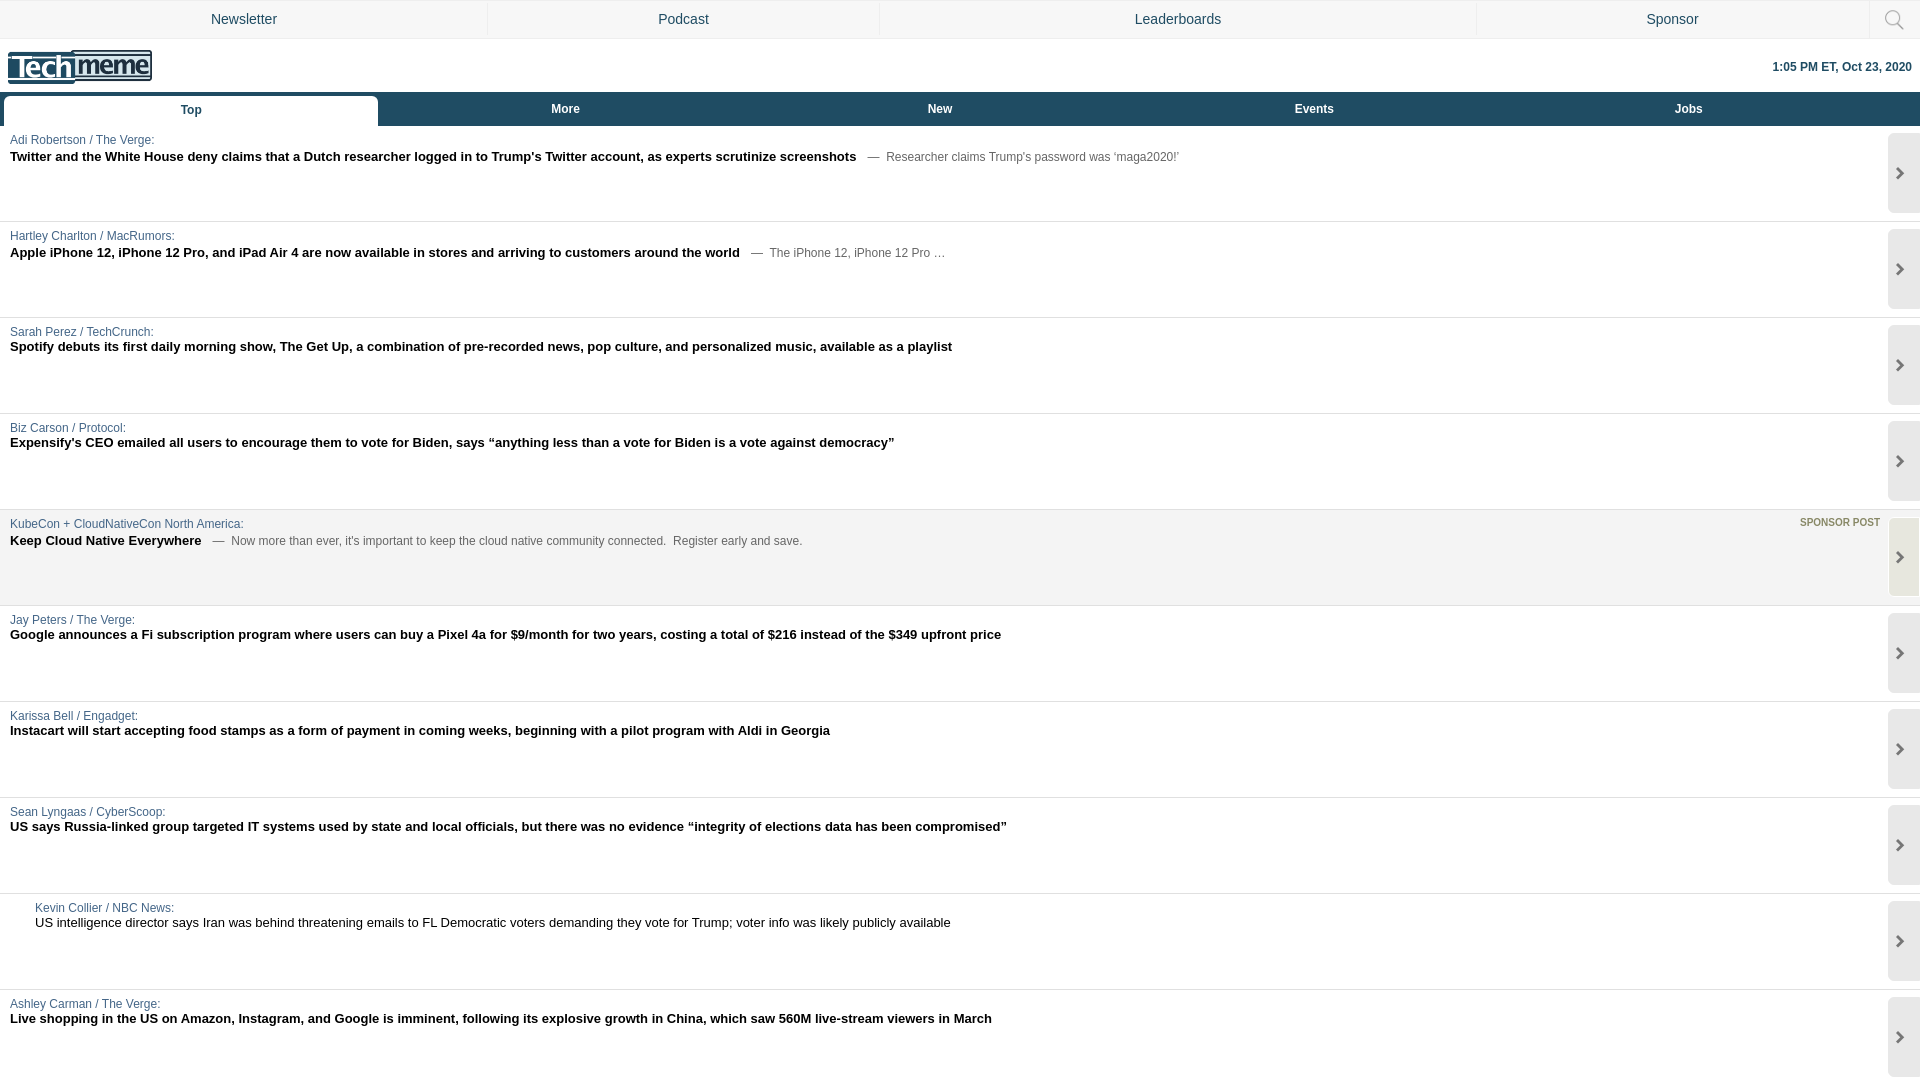 Newsletter
Podcast
Leaderboards
Sponsor
Techmeme
1:05 PM ET, Oct 23, 2020
Top
More
New
Events
Jobs
Adi Robertson / The Verge:
Twitter and the White House deny claims that a Dutch researcher logged in to Trump's Twitter account, as experts scrutinize screenshots — Researcher claims Trump's password was ‘maga2020!’
Hartley Charlton / MacRumors:
Apple iPhone 12, iPhone 12 Pro, and iPad Air 4 are now available in stores and arriving to customers around the world — The iPhone 12, iPhone 12 Pro …
Sarah Perez / TechCrunch:
Spotify debuts its first daily morning show, The Get Up, a combination of pre-recorded news, pop culture, and personalized music, available as a playlist
Biz Carson / Protocol:
Expensify's CEO emailed all users to encourage them to vote for Biden, says “anything less than a vote for Biden is a vote against democracy”
KubeCon + CloudNativeCon North America:
SPONSOR POST
Keep Cloud Native Everywhere — Now more than ever, it's important to keep the cloud native community connected. Register early and save.
Jay Peters / The Verge:
Google announces a Fi subscription program where users can buy a Pixel 4a for $9/month for two years, costing a total of $216 instead of the $349 upfront price
Karissa Bell / Engadget:
Instacart will start accepting food stamps as a form of payment in coming weeks, beginning with a pilot program with Aldi in Georgia
Sean Lyngaas / CyberScoop:
US says Russia-linked group targeted IT systems used by state and local officials, but there was no evidence “integrity of elections data has been compromised”
Kevin Collier / NBC News:
US intelligence director says Iran was behind threatening emails to FL Democratic voters demanding they vote for Trump; voter info was likely publicly available
Ashley Carman / The Verge:
Live shopping in the US on Amazon, Instagram, and Google is imminent, following its explosive growth in China, which saw 560M live-stream viewers in March